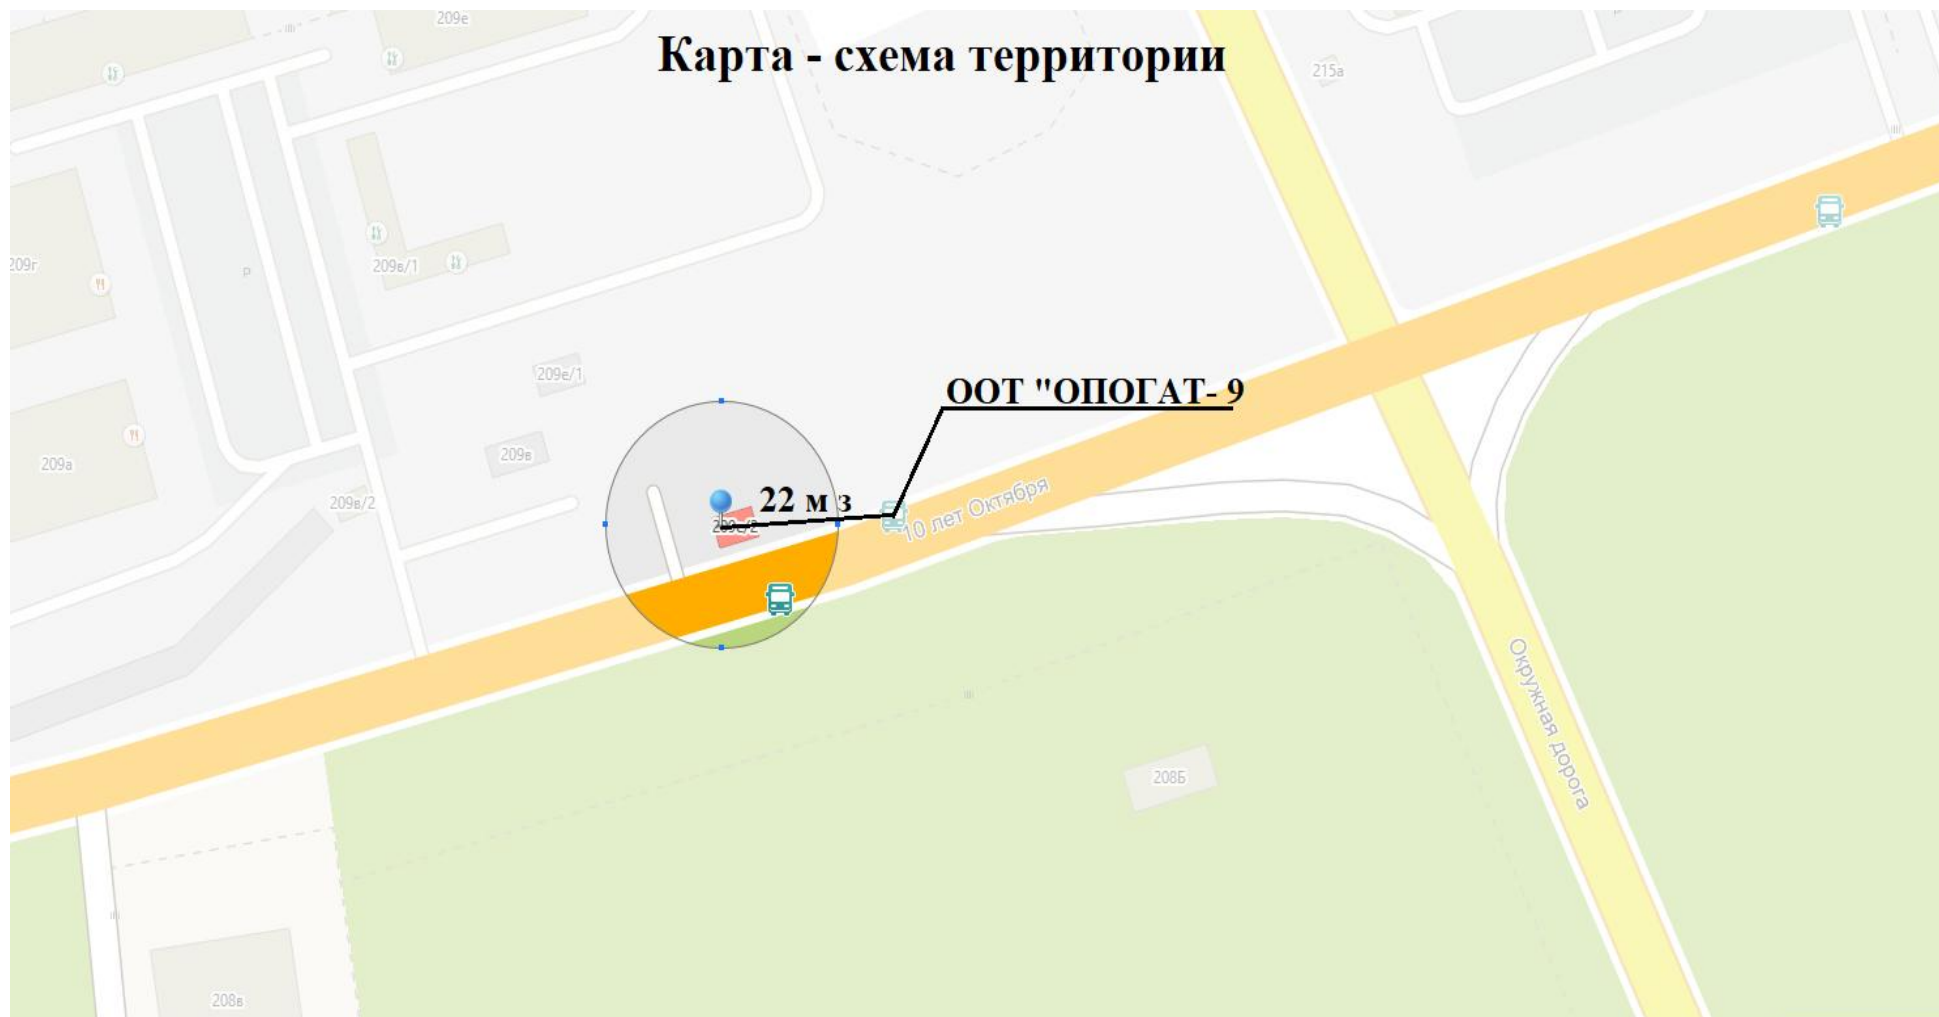 209е
Карта - схема территории
215а
209г
Р
209в/1
209е/1
ООТ "ОПОГАТ- 9
209а
209в
209в/2
22 м з
10 лет Октября
Окружная дорога
208Б
208в